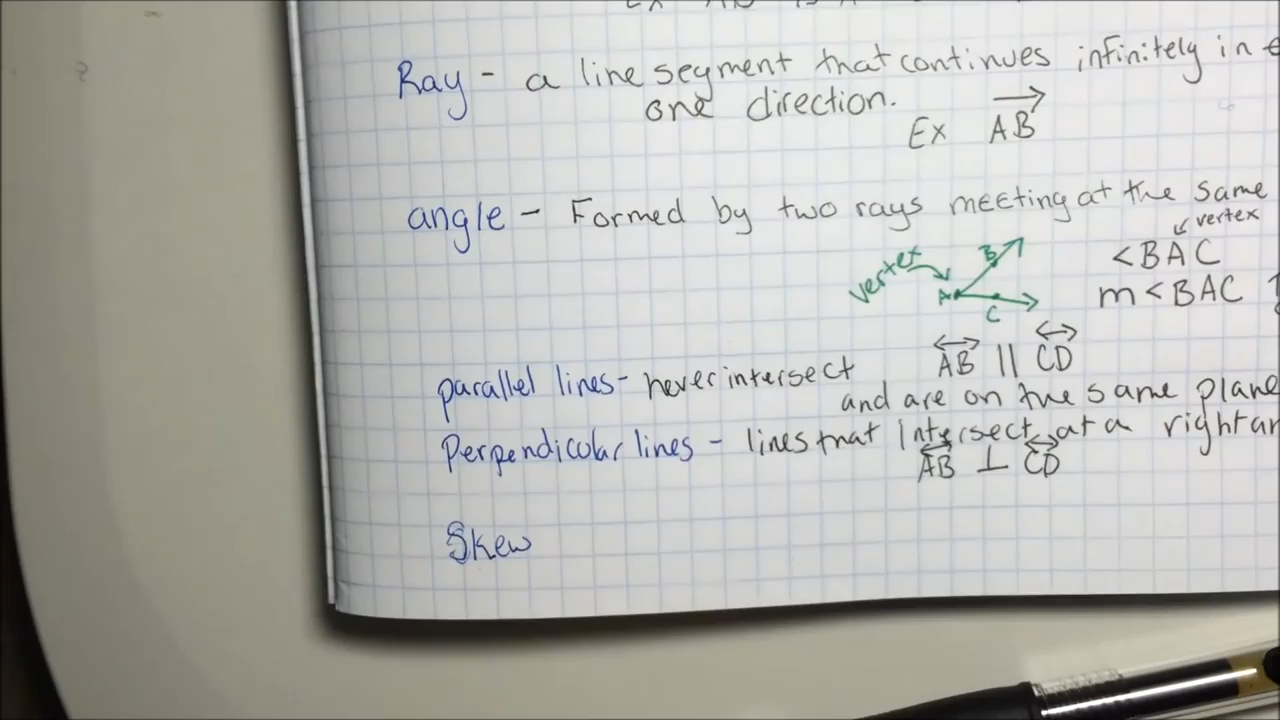 Ray - a line segment that continues infinitely in
one direction.
Ex AB
angle - Formed by two rays meeting at the same
vertex
vertex B <BAC
A C m<BAC
AB || CD
parallel lines - never intersect
and are on the same plane
Perpendicular lines - lines that Intersect at a right
AB ⊥ CD
Skew